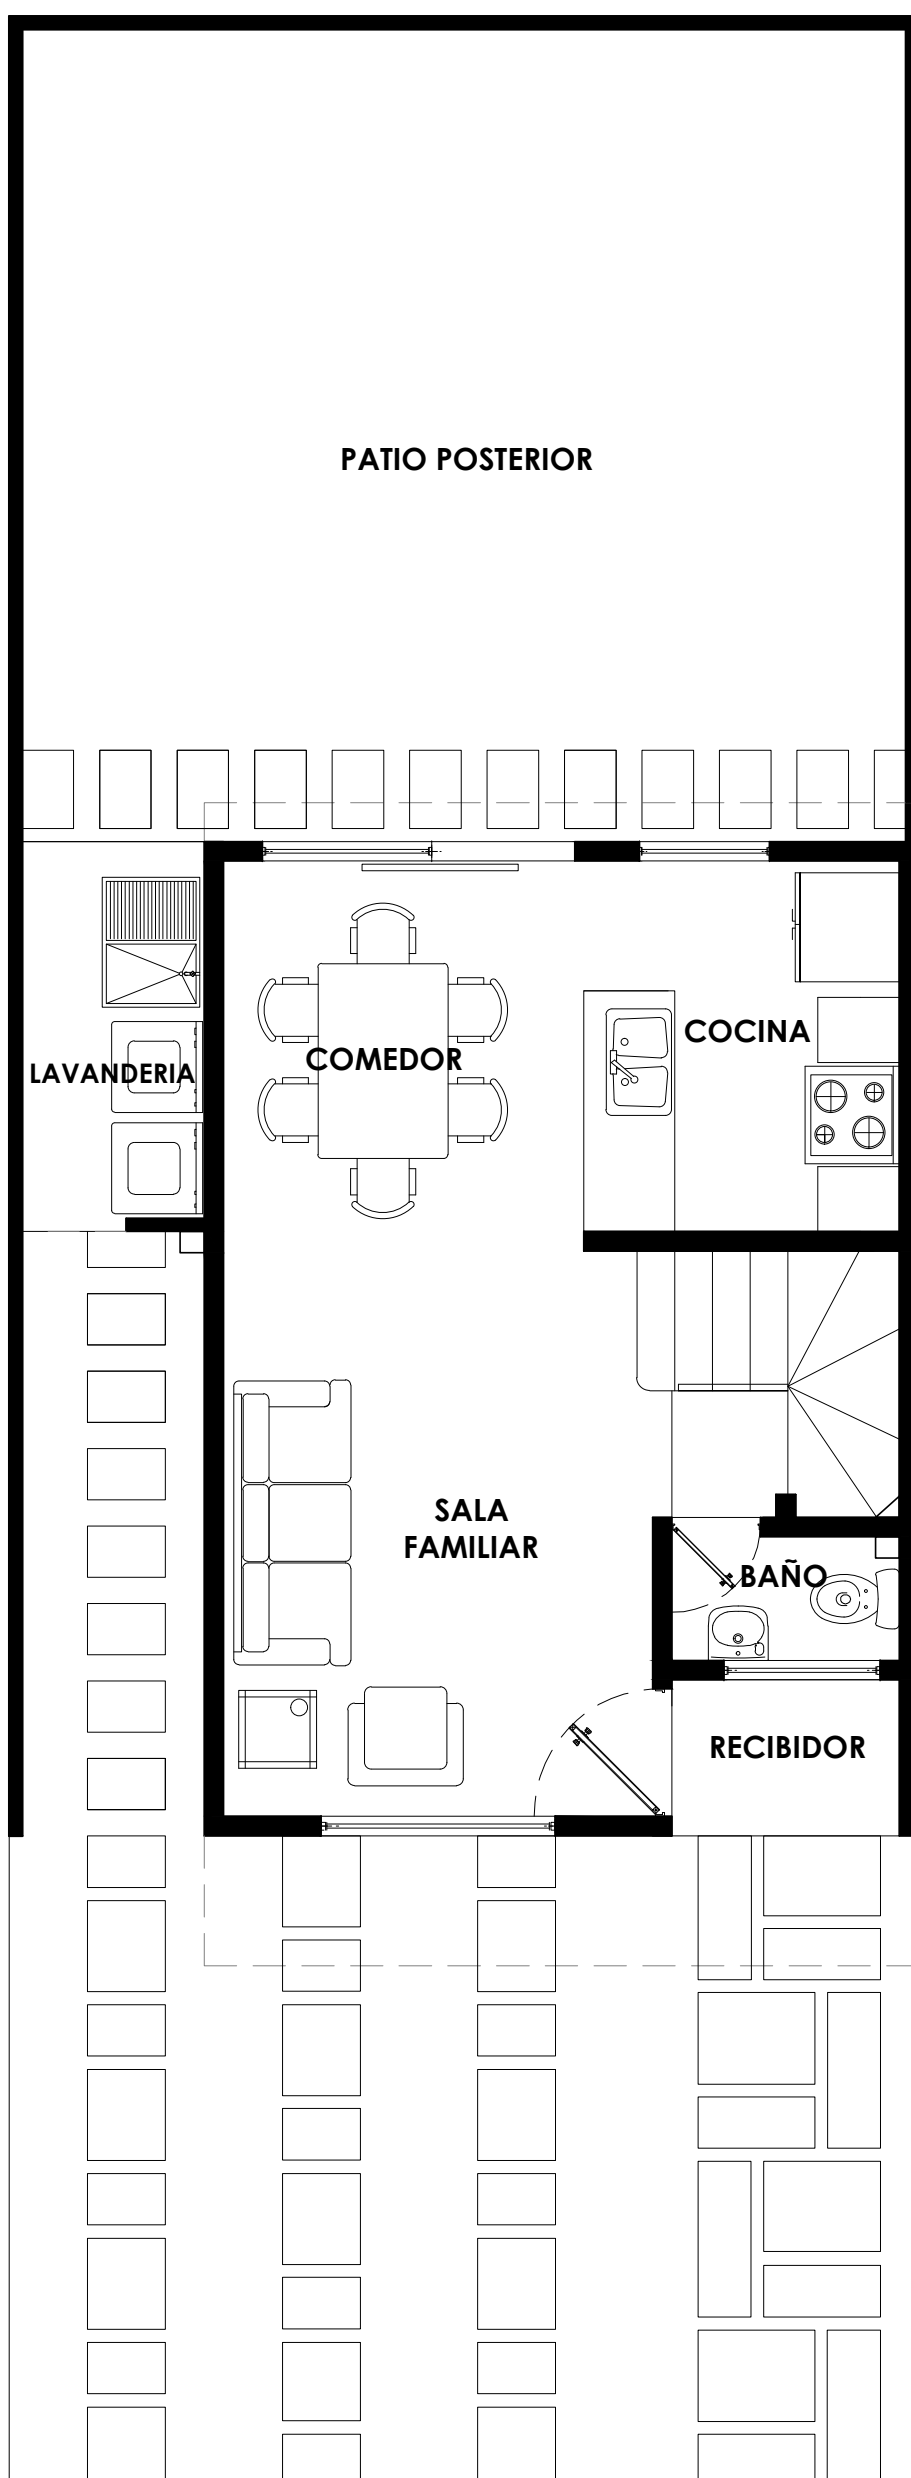 PATIO POSTERIOR
COCINA
COMEDOR
LAVANDERIA
SALA
FAMILIAR
BAÑO
RECIBIDOR